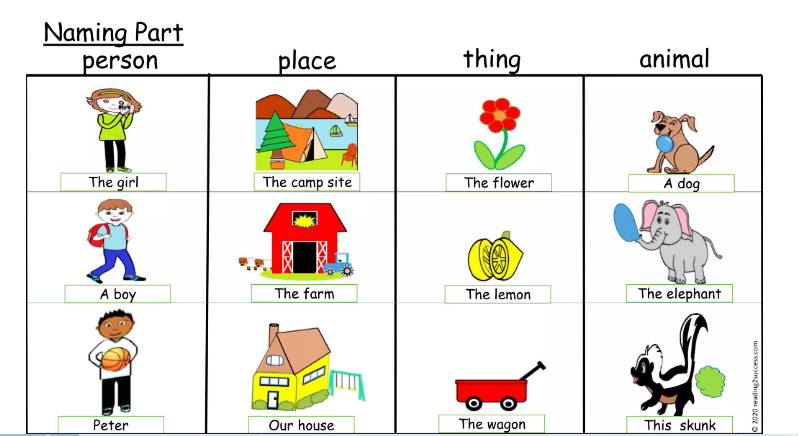 Naming Part
person place thing animal
The girl The camp site The flower A dog
A boy The farm The lemon The elephant
Peter Our house The wagon This skunk
© 2020 reading2success.com